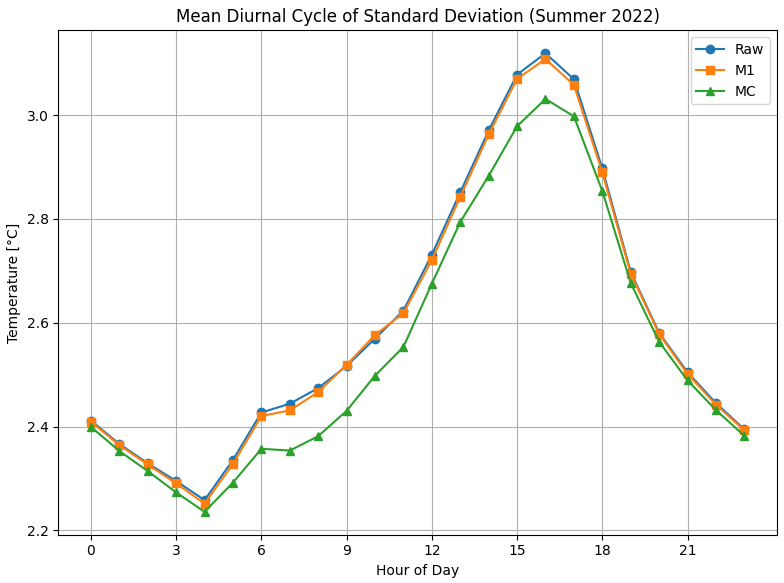 Mean Diurnal Cycle of Standard Deviation (Summer 2022)
Raw
M1
MC
Temperature [°C]
3.0
2.8
2.6
2.4
2.2
0 3 6 9 12 15 18 21
Hour of Day